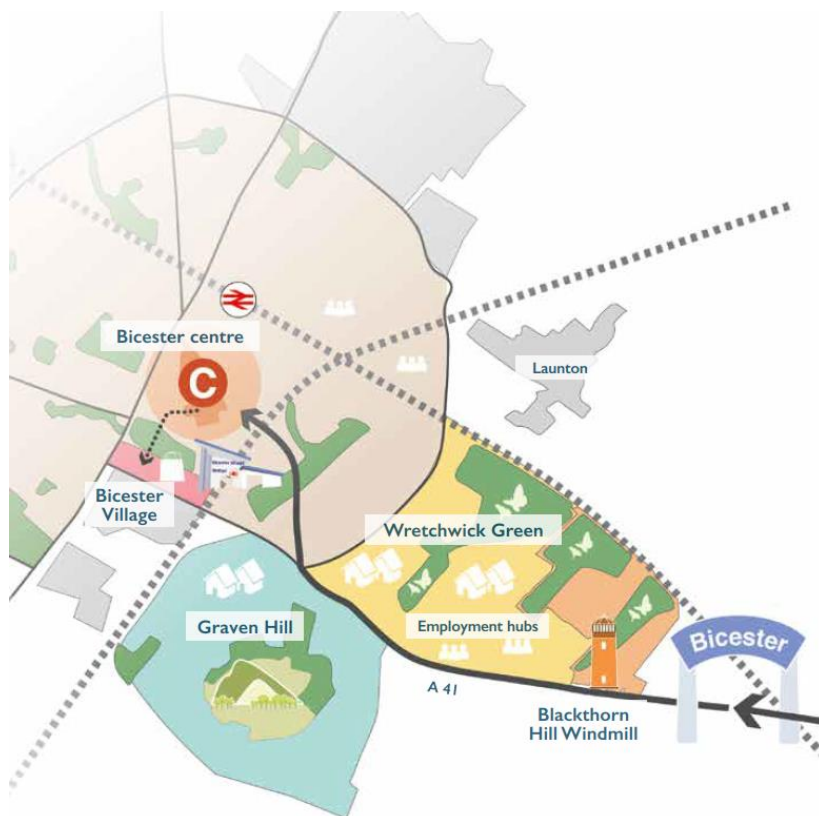 Bicester centre
C
Launton
Bicester
Village
Wretchwick Green
Graven Hill
Employment hubs
Bicester
A 41
Blackthorn
Hill Windmill